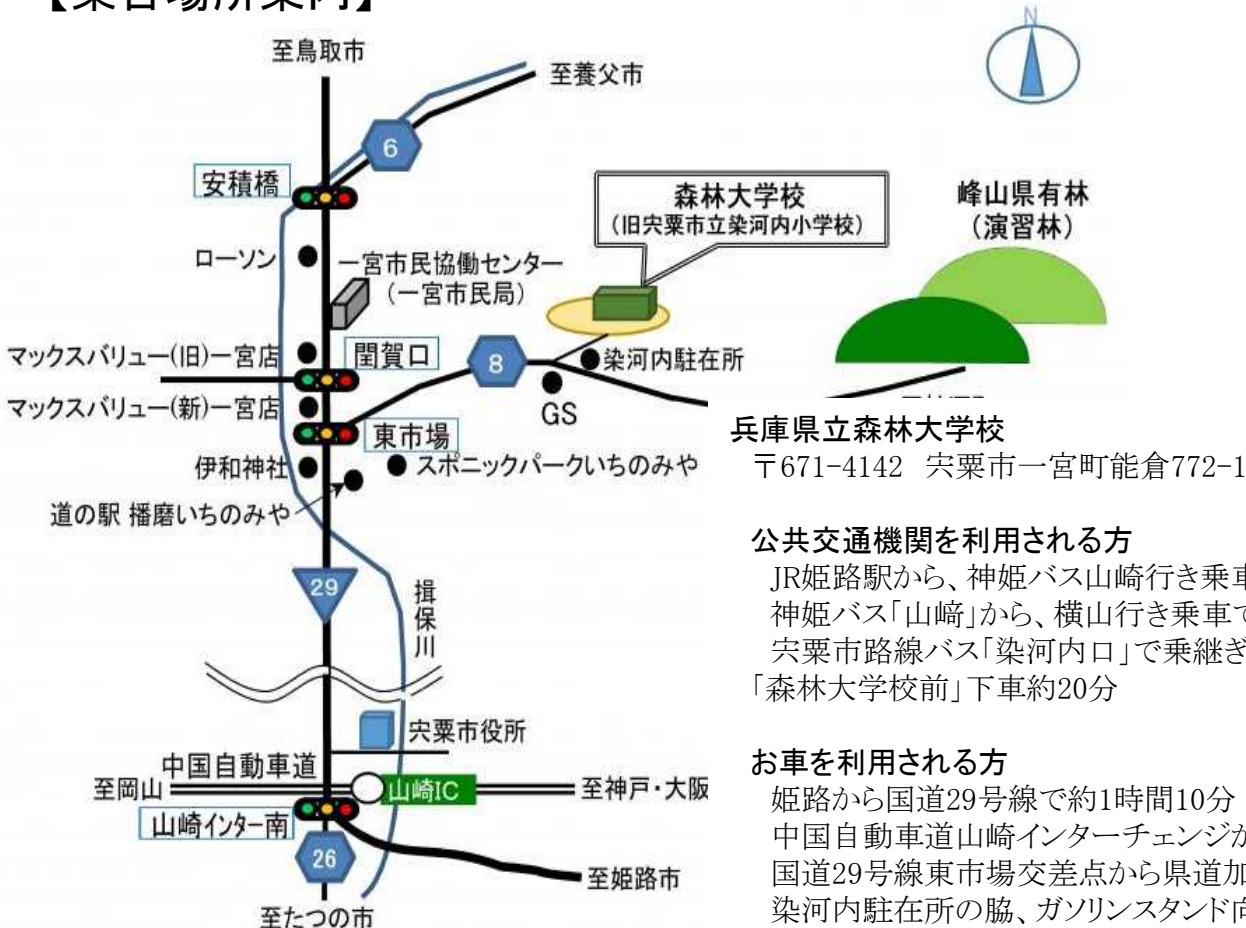 【集合場所案内】
N
至鳥取市
至養父市
6
安積橋
森林大学校
(旧宍粟市立染河内小学校)
峰山県有林
(演習林)
ローソン
一宮市民協働センター
(一宮市民局)
マックスバリュー(旧)一宮店
閏賀口
8
染河内駐在所
マックスバリュー(新)一宮店
GS
東市場
伊和神社
スポニックパークいちのみや
道の駅 播磨いちのみや
29
揖保川
宍粟市役所
中国自動車道
至岡山
山崎IC
至神戸・大阪
山崎インター南
26
至姫路市
至たつの市
兵庫県立森林大学校
〒671-4142 宍粟市一宮町能倉772-1
公共交通機関を利用される方
JR姫路駅から、神姫バス山崎行き乗車
神姫バス「山﨑」から、横山行き乗車で
宍粟市路線バス「染河内口」で乗継ぎ
「森林大学校前」下車約20分
お車を利用される方
姫路から国道29号線で約1時間10分
中国自動車道山崎インターチェンジか
国道29号線東市場交差点から県道加
染河内駐在所の脇、ガソリンスタンド向